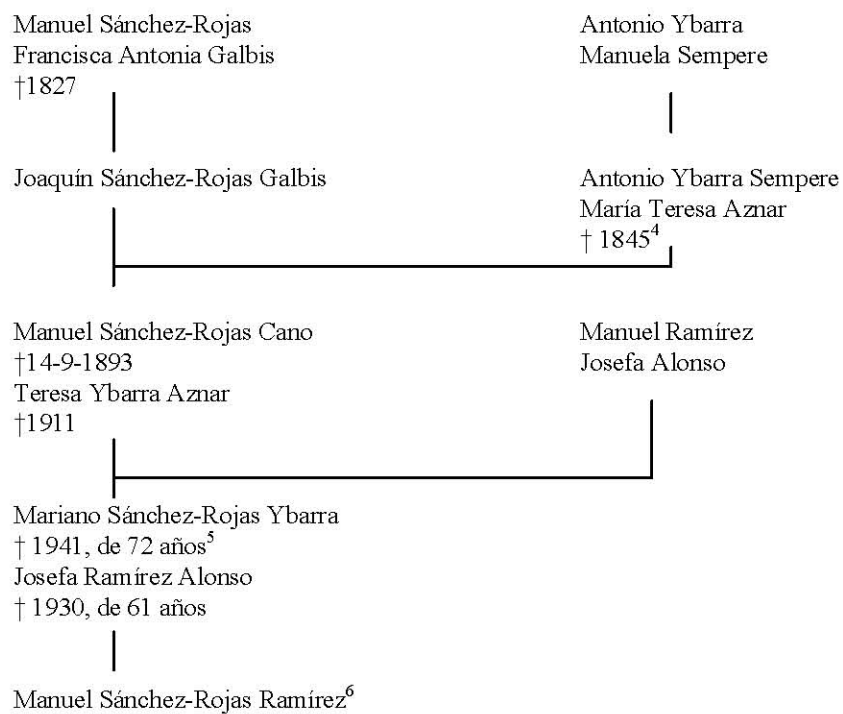 Manuel Sánchez-Rojas
Francisca Antonia Galbis
†1827
Antonio Ybarra
Manuela Sempere
Joaquín Sánchez-Rojas Galbis
Antonio Ybarra Sempere
María Teresa Aznar
† 1845⁴
Manuel Sánchez-Rojas Cano
†14-9-1893
Teresa Ybarra Aznar
†1911
Manuel Ramírez
Josefa Alonso
Mariano Sánchez-Rojas Ybarra
† 1941, de 72 años⁵
Josefa Ramírez Alonso
† 1930, de 61 años
Manuel Sánchez-Rojas Ramírez⁶